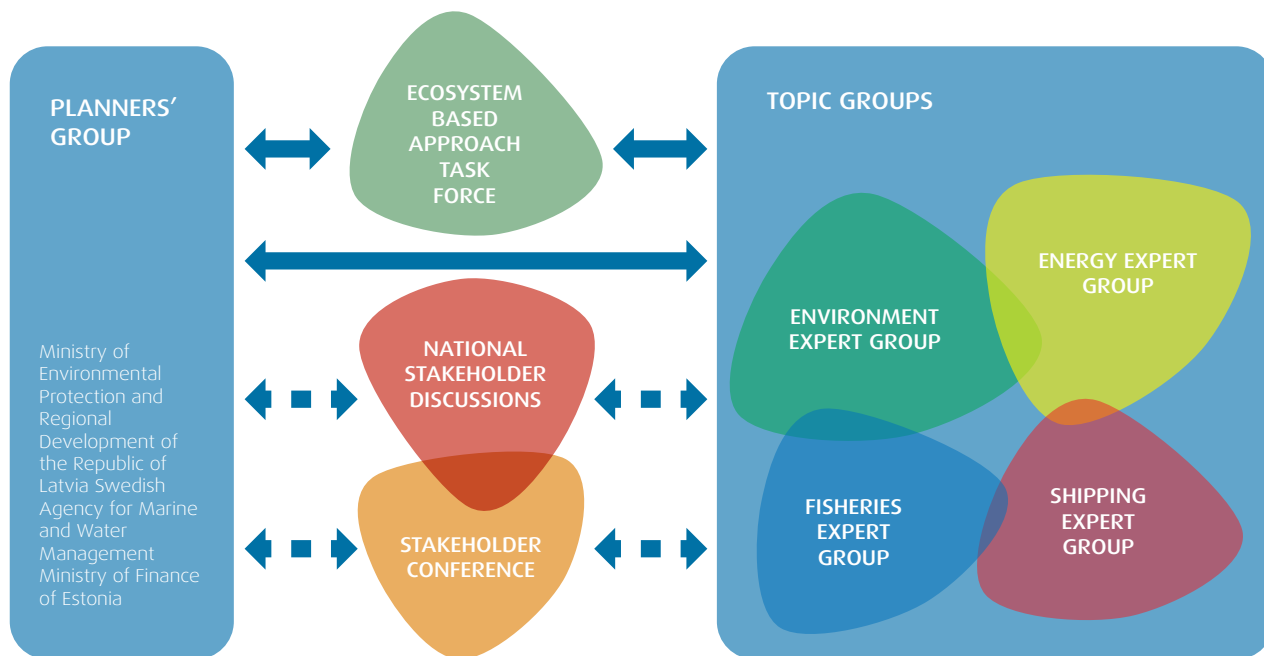 PLANNERS'
GROUP
Ministry of
Environmental
Protection and
Regional
Development of
the Republic of
Latvia Swedish
Agency for Marine
and Water
Management
Ministry of Finance
of Estonia
ECOSYSTEM
BASED
APPROACH
TASK
FORCE
NATIONAL
STAKEHOLDER
DISCUSSIONS
STAKEHOLDER
CONFERENCE
TOPIC GROUPS
ENVIRONMENT
EXPERT GROUP
ENERGY EXPERT
GROUP
FISHERIES
EXPERT
GROUP
SHIPPING
EXPERT
GROUP